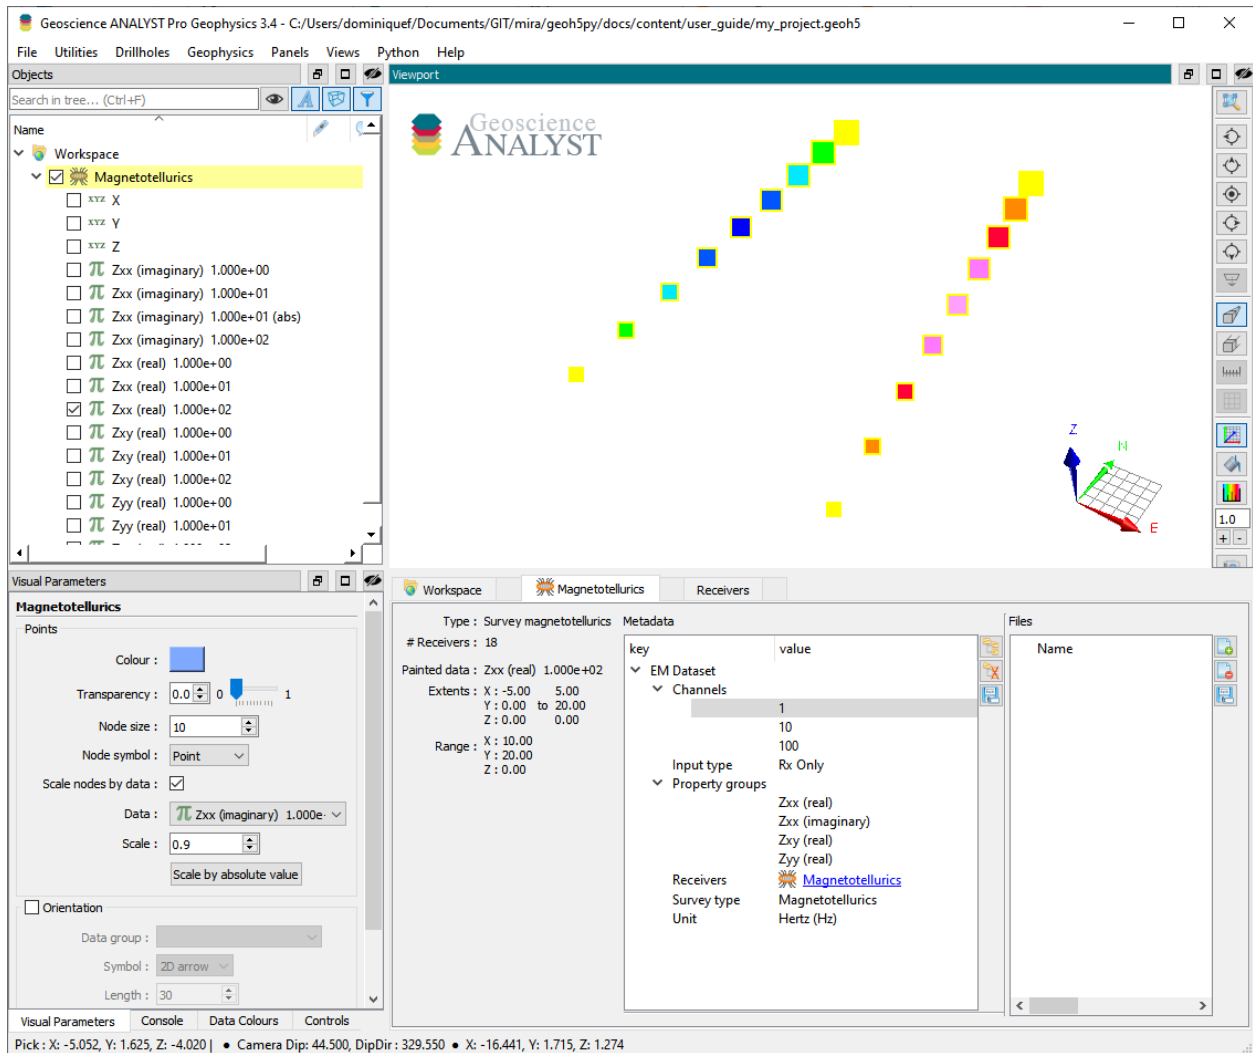 Geoscience ANALYST Pro Geophysics 3.4 - C:/Users/dominiquef/Documents/GIT/mira/geoh5py/docs/content/user_guide/my_project.geoh5
File Utilities Drillholes Geophysics Panels Views Python Help
Objects
Search in tree... (Ctrl+F)
Name
Workspace
Magnetotellurics
XYZ X
XYZ Y
XYZ Z
Zxx (imaginary) 1.000e+00
Zxx (imaginary) 1.000e+01
Zxx (imaginary) 1.000e+01 (abs)
Zxx (imaginary) 1.000e+02
Zxx (real) 1.000e+00
Zxx (real) 1.000e+01
Zxx (real) 1.000e+02
Zxy (real) 1.000e+00
Zxy (real) 1.000e+01
Zxy (real) 1.000e+02
Zyy (real) 1.000e+00
Zyy (real) 1.000e+01
Viewport
Geoscience
ANALYST
Z
N
E
1.0
+ -
Visual Parameters
Magnetotellurics
Points
Colour :
Transparency : 0.0 0 1
Node size : 10
Node symbol : Point
Scale nodes by data :
Data : Zxx (imaginary) 1.000e-
Scale : 0.9
Scale by absolute value
Orientation
Data group :
Symbol : 2D arrow
Length : 30
Visual Parameters Console Data Colours Controls
Workspace Magnetotellurics Receivers
Type : Survey magnetotellurics
# Receivers : 18
Painted data : Zxx (real) 1.000e+02
Extents : X : -5.00 5.00
Y : 0.00 to 20.00
Z : 0.00 0.00
Range : X : 10.00
Y : 20.00
Z : 0.00
Metadata
key value
EM Dataset
Channels
1
10
100
Input type Rx Only
Property groups
Zxx (real)
Zxx (imaginary)
Zxy (real)
Zyy (real)
Receivers Magnetotellurics
Survey type Magnetotellurics
Unit Hertz (Hz)
Files
Name
Pick : X: -5.052, Y: 1.625, Z: -4.020 | ● Camera Dip: 44.500, DipDir : 329.550 ● X: -16.441, Y: 1.715, Z: 1.274